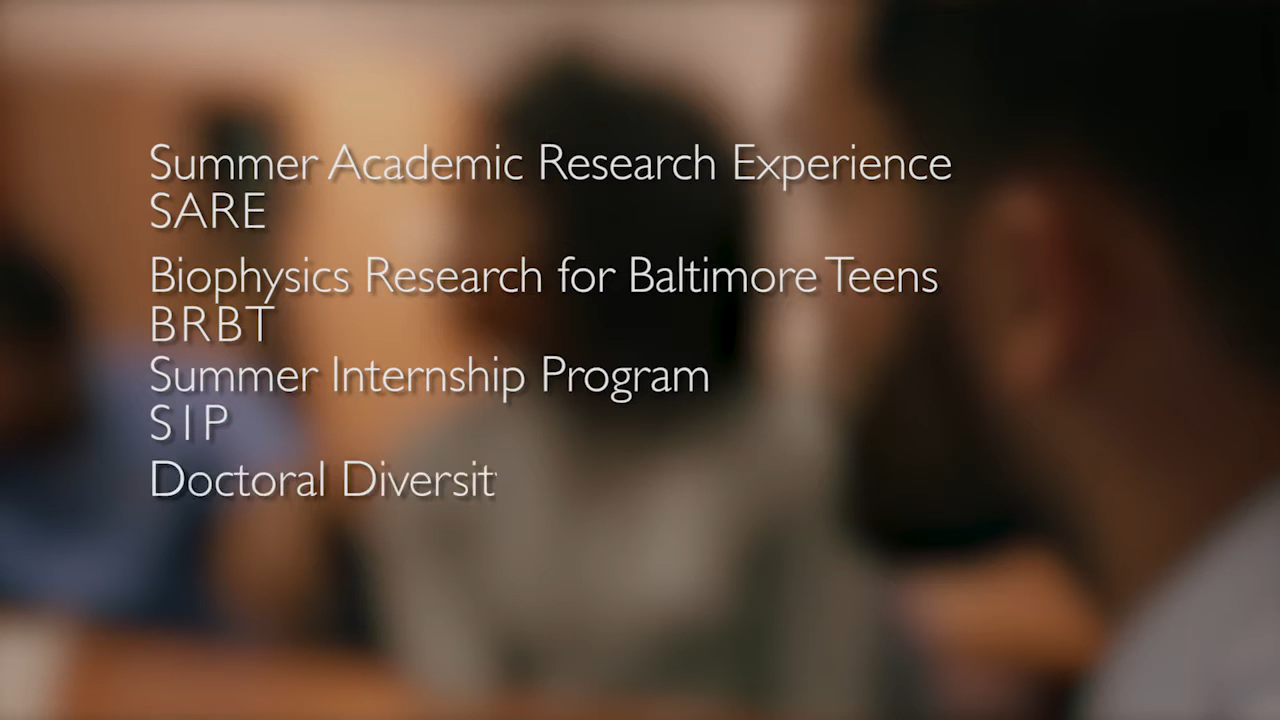 Summer Academic Research Experience
SARE
Biophysics Research for Baltimore Teens
BRBT
Summer Internship Program
SIP
Doctoral Diversit